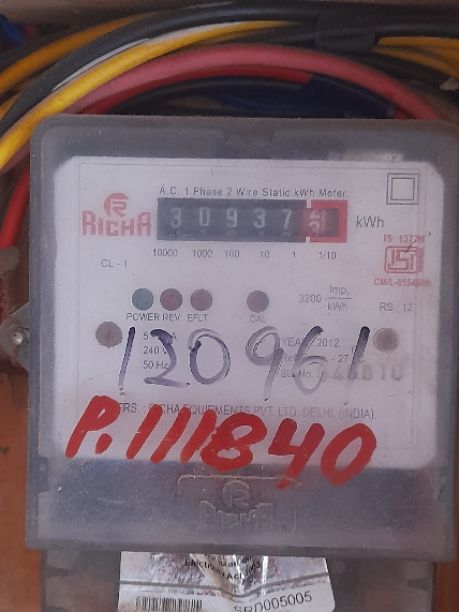 A.C. 1 Phase 2 Wire Static kWh Meter
RICHA
30937
kWh
10000 1000 100 10 1 1/10
CL - 1
CM/L-
RS : 12
3200 Imp. / kWh
POWER REV EFLT CAL
240
50 Hz
YEAR : 2012
120961
EQUIPMENTS PVT. LTD. DELHI, (INDIA).
P.111840
RICHA
SRD005005